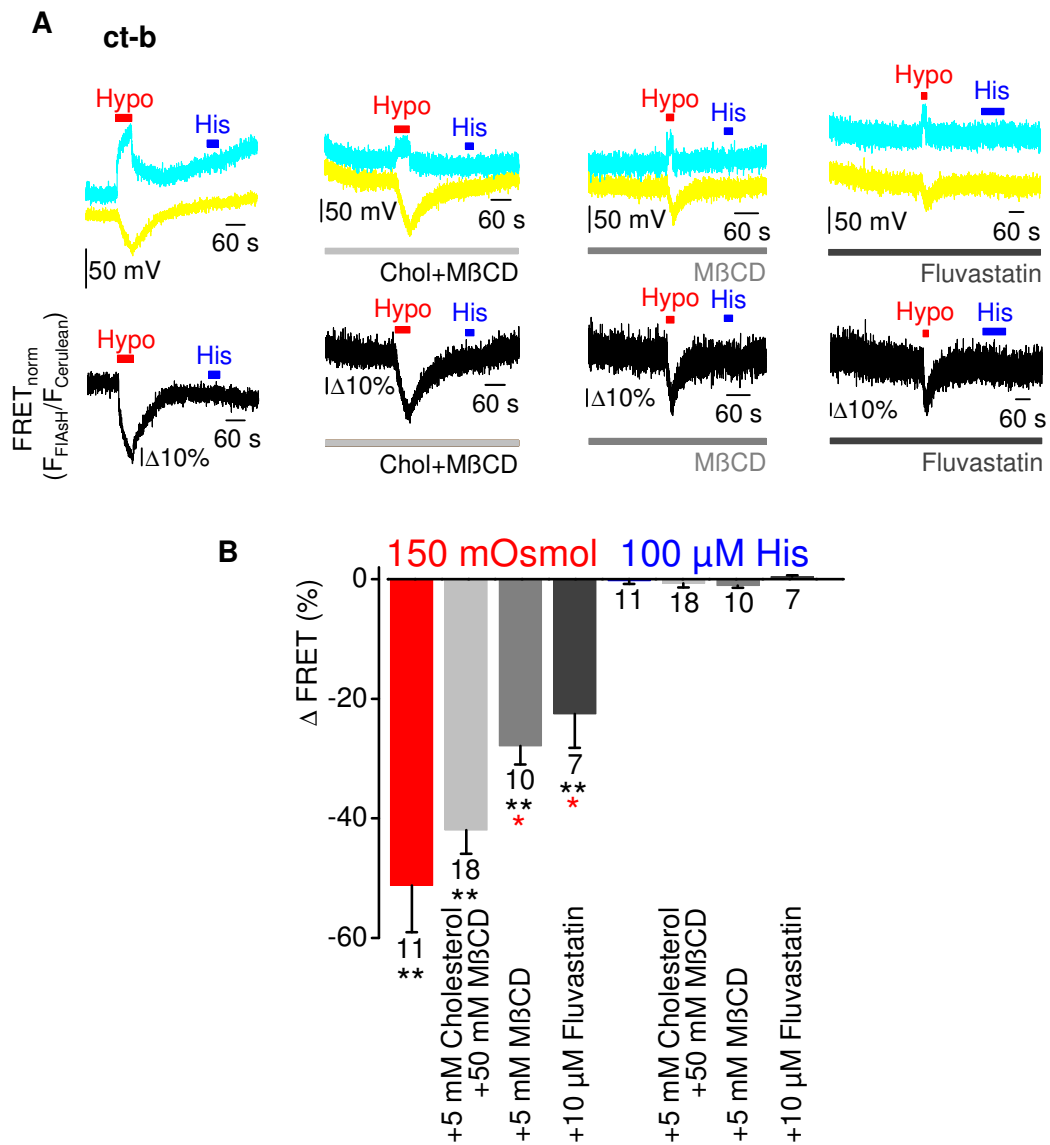 A
ct-b
Hypo
His
50 mV
60 s
Hypo
His
50 mV
60 s
Chol+MßCD
Hypo
His
50 mV
60 s
MßCD
Hypo
His
50 mV
60 s
Fluvastatin
FRETnorm
(FFlAsH/FCerulean)
Hypo
His
60 s
Δ10%
Hypo
His
Δ10%
60 s
Chol+MßCD
Hypo
His
Δ10%
60 s
MßCD
Hypo
His
Δ10%
60 s
Fluvastatin
B
150 mOsmol
100 µM His
Δ FRET (%)
0
-20
-40
-60
11
**
18
**
10
**
*
7
**
*
11
18
10
7
+5 mM Cholesterol
+50 mM MßCD
+5 mM MßCD
+10 µM Fluvastatin
+5 mM Cholesterol
+50 mM MßCD
+5 mM MßCD
+10 µM Fluvastatin